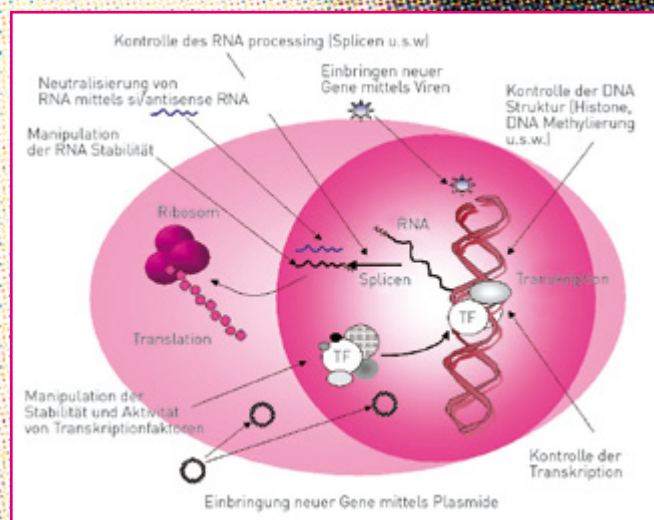 Kontrolle des RNA processing (Splicen u.s.w)
Neutralisierung von
RNA mittels si/antisense RNA
Einbringen neuer
Gene mittels Viren
Kontrolle der DNA
Struktur (Histone,
DNA Methylierung
u.s.w.)
Manipulation
der RNA Stabilität
Ribosom
RNA
Splicen
Transkription
TF
Translation
TF
Manipulation der
Stabilität und Aktivität
von Transkriptionfaktoren
Kontrolle der
Transkription
Einbringung neuer Gene mittels Plasmide